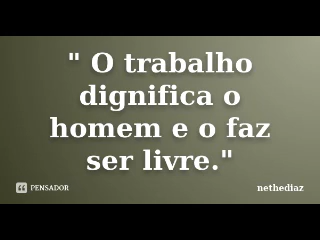 " O trabalho
dignifica o
homem e o faz
ser livre."
PENSADOR
nethediaz